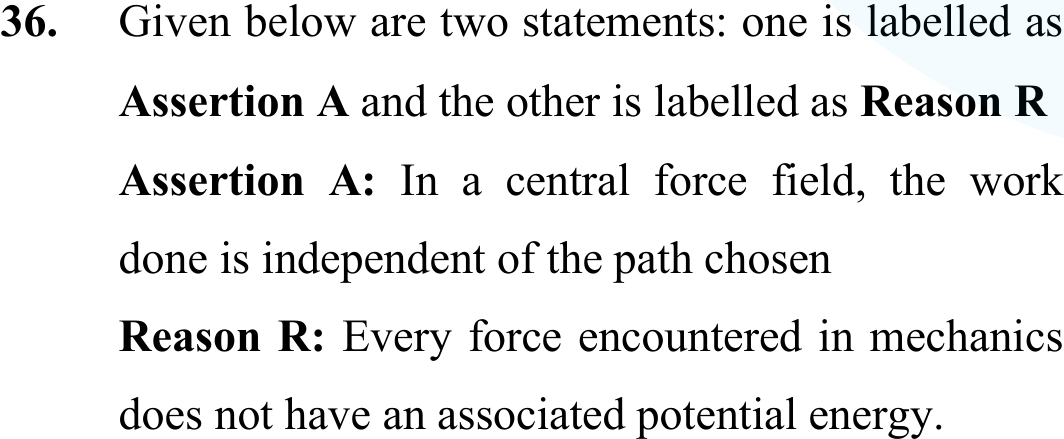 36. Given below are two statements: one is labelled as
Assertion A and the other is labelled as Reason R
Assertion A: In a central force field, the work
done is independent of the path chosen
Reason R: Every force encountered in mechanics
does not have an associated potential energy.